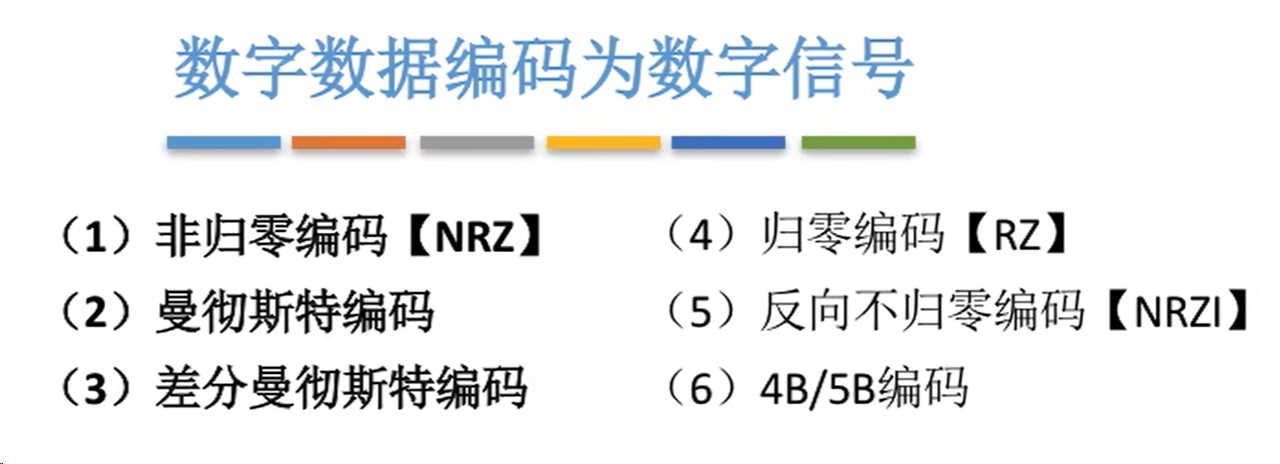 数字数据编码为数字信号
（1）非归零编码【NRZ】
（2）曼彻斯特编码
（3）差分曼彻斯特编码
（4）归零编码【RZ】
（5）反向不归零编码【NRZI】
（6）4B/5B编码